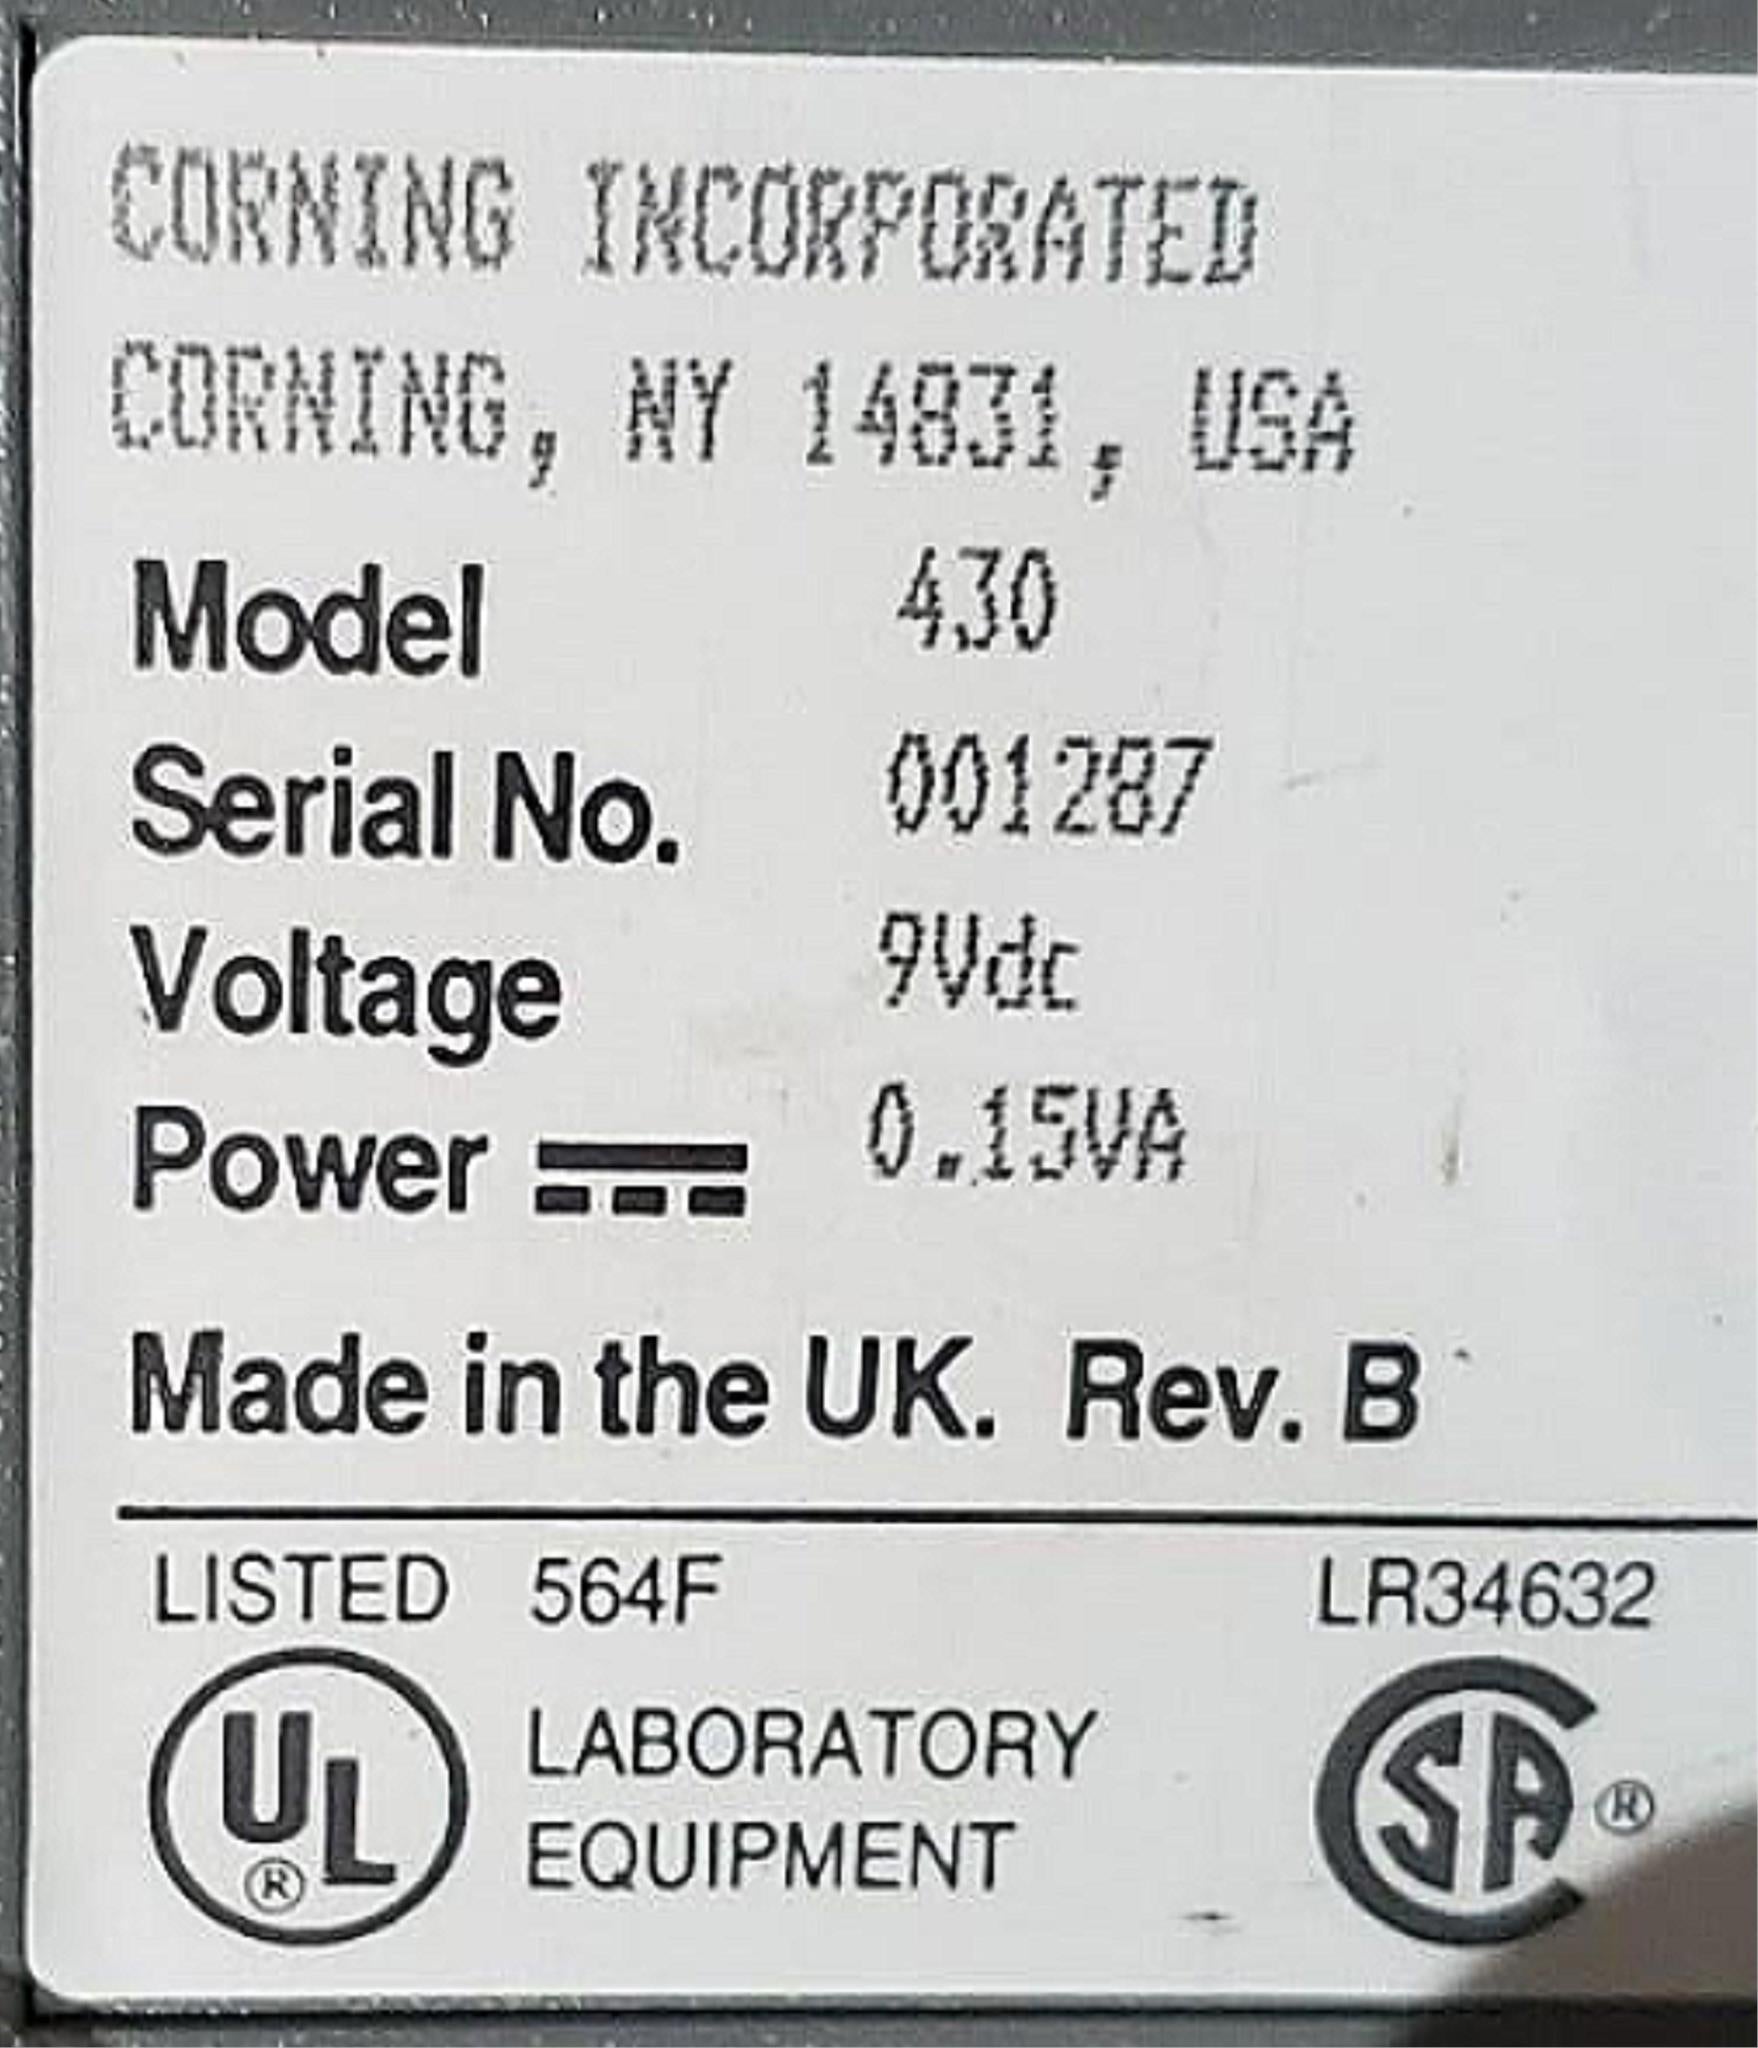 CORNING INCORPORATED
CORNING, NY 14831, USA
Model 430
Serial No. 001287
Voltage 9Vdc
Power 0.15VA
Made in the UK. Rev. B
LISTED 564F LR34632
UL® LABORATORY EQUIPMENT
CSA®